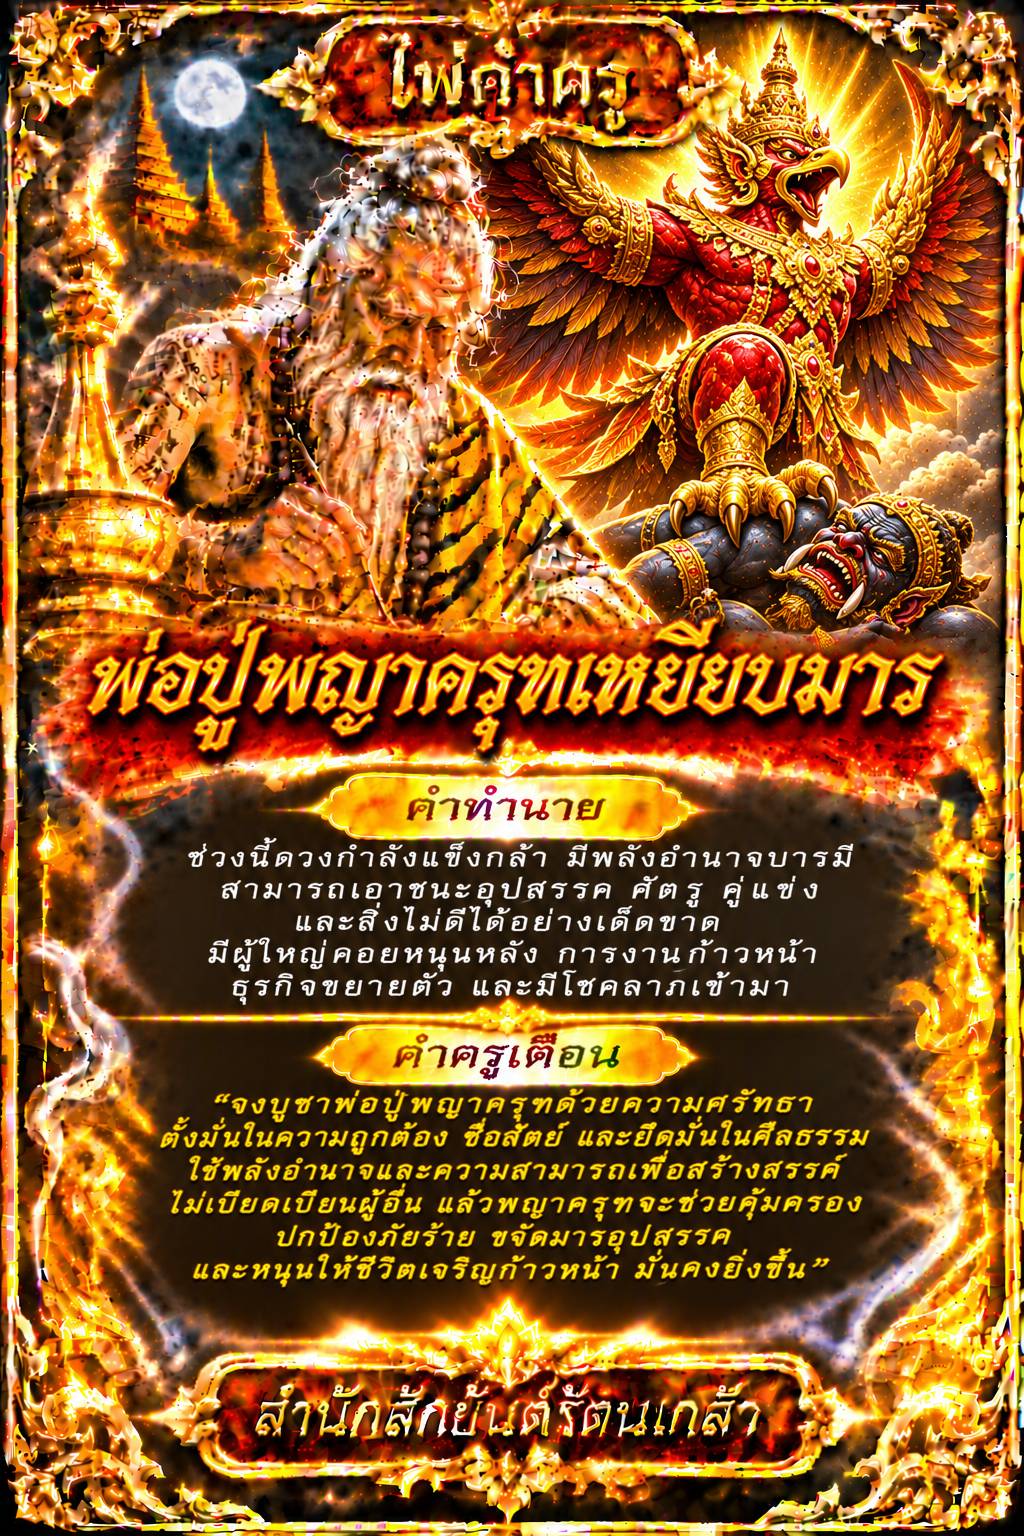 ไพ่คำครู
พ่อปู่พญาครุฑเหยียบมาร
คำทำนาย
ช่วงนี้ดวงกำลังแข็งกล้า มีพลังอำนาจบารมี
สามารถเอาชนะอุปสรรค ศัตรู คู่แข่ง
และสิ่งไม่ดีได้อย่างเด็ดขาด
มีผู้ใหญ่คอยหนุนหลัง การงานก้าวหน้า
ธุรกิจขยายตัว และมีโชคลาภเข้ามา
คำครูเตือน
“จงบูชาพ่อปู่พญาครุฑด้วยความศรัทธา
ตั้งมั่นในความถูกต้อง ซื่อสัตย์ และยึดมั่นในศีลธรรม
ใช้พลังอำนาจและความสามารถเพื่อสร้างสรรค์
ไม่เบียดเบียนผู้อื่น แล้วพญาครุฑจะช่วยคุ้มครอง
ปกป้องภัยร้าย ขจัดมารอุปสรรค
และหนุนให้ชีวิตเจริญก้าวหน้า มั่นคงยิ่งขึ้น”
สำนักสักยันต์รัตนเกล้า